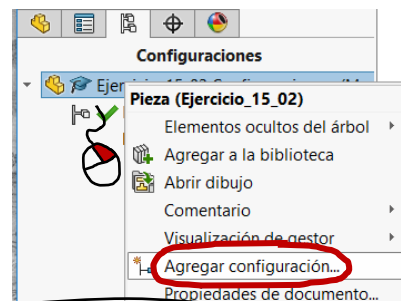 Configuraciones
Pieza (Ejercicio_15_02)
Elementos ocultos del árbol
Agregar a la biblioteca
Abrir dibujo
Comentario
Visualización de gestor
Agregar configuración...
Propiedades de documento...